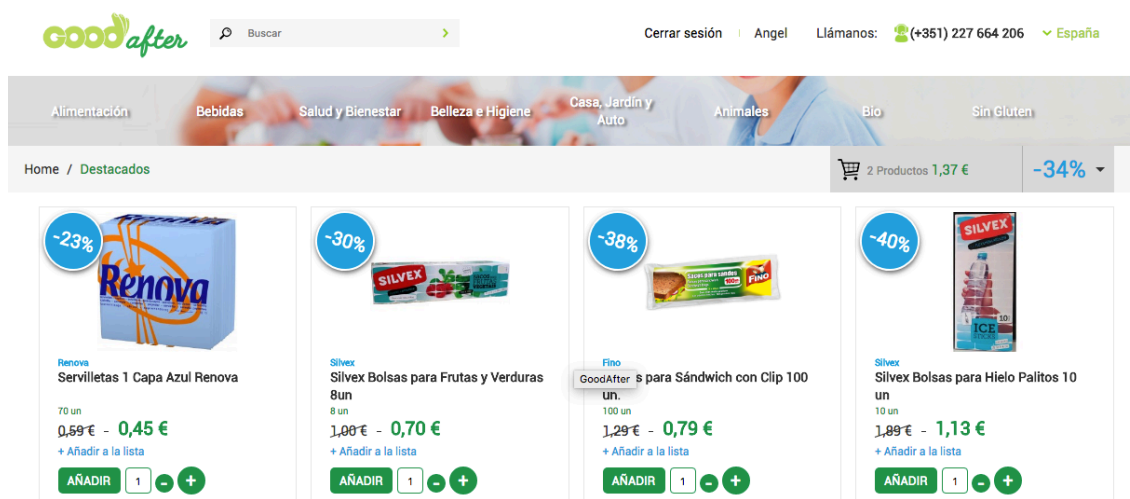 GOOD after
Buscar
Cerrar sesión
Angel
Llámanos:
(+351) 227 664 206
España
Alimentación
Bebidas
Salud y Bienestar
Belleza e Higiene
Casa, Jardín y
Auto
Animales
Bio
Sin Gluten
Home / Destacados
2 Productos 1,37 €
-34%
-23%
Renova
Renova
Servilletas 1 Capa Azul Renova
70 un
0,59 € - 0,45 €
+ Añadir a la lista
AÑADIR 1 - +
-30%
SILVEX
Silvex
Silvex Bolsas para Frutas y Verduras
8un
8 un
1,00 € - 0,70 €
+ Añadir a la lista
AÑADIR 1 - +
-38%
Sacos para sandes
100un
FINO
Fino
GoodAfter
s para Sándwich con Clip 100
un.
100 un
1,29 € - 0,79 €
+ Añadir a la lista
AÑADIR 1 - +
-40%
SILVEX
10
ICE
Silvex
Silvex Bolsas para Hielo Palitos 10
un
10 un
1,89 € - 1,13 €
+ Añadir a la lista
AÑADIR 1 - +